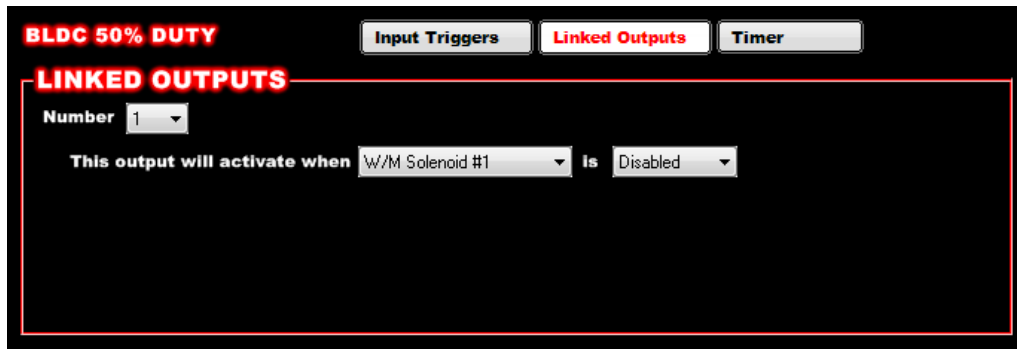 BLDC 50% DUTY Input Triggers Linked Outputs Timer
LINKED OUTPUTS
Number 1
This output will activate when W/M Solenoid #1 is Disabled